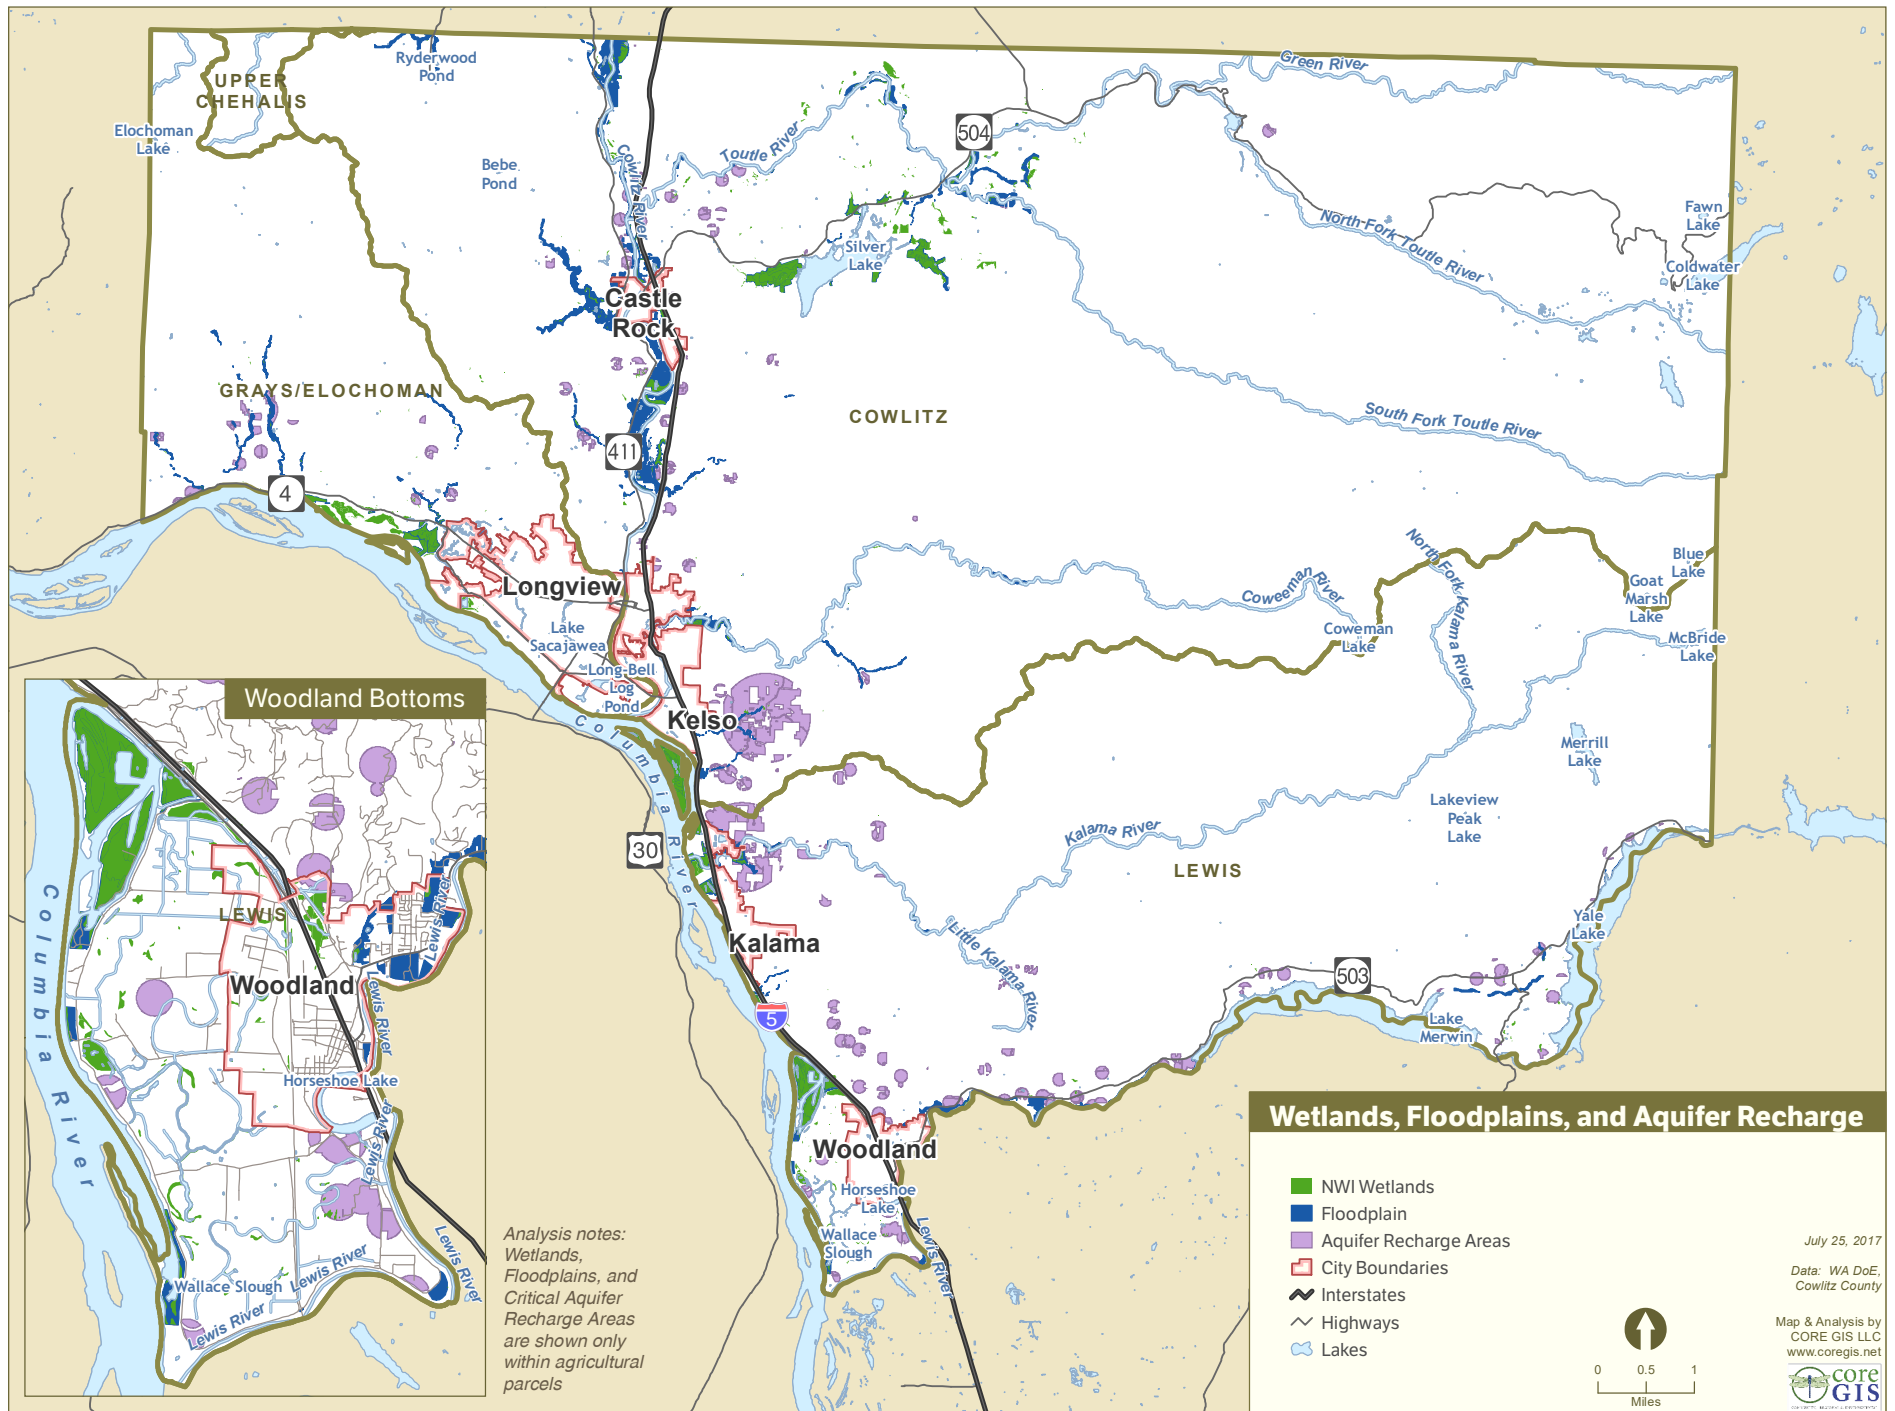 UPPER
CHEHALIS
Ryderwood
Pond
Green River
Elochoman
Lake
Bebe
Pond
Cowlitz River
Toutle River
504
Silver
Lake
North Fork Toutle River
Fawn
Lake
Coldwater
Lake
Castle
Rock
GRAYS/ELOCHOMAN
COWLITZ
South Fork Toutle River
411
4
Longview
Lake
Sacajawea
Long-Bell
Log
Pond
Kelso
Coweeman River
Coweman
Lake
North Fork Kalama River
Blue
Lake
Goat
Marsh
Lake
McBride
Lake
Merrill
Lake
Lakeview
Peak
Lake
Kalama River
LEWIS
Columbia River
30
Kalama
Little Kalama River
5
503
Yale
Lake
Lake
Merwin
Woodland
Horseshoe
Lake
Wallace
Slough
Lewis River
Woodland Bottoms
Columbia River
LEWIS
Woodland
Lewis River
Lewis River
Horseshoe Lake
Lewis River
Wallace Slough
Lewis River
Lewis River
Lewis River
Analysis notes:
Wetlands,
Floodplains, and
Critical Aquifer
Recharge Areas
are shown only
within agricultural
parcels
Wetlands, Floodplains, and Aquifer Recharge
NWI Wetlands
Floodplain
Aquifer Recharge Areas
City Boundaries
Interstates
Highways
Lakes
July 25, 2017
Data: WA DoE,
Cowlitz County
Map & Analysis by
CORE GIS LLC
www.coregis.net
0 0.5 1
Miles
core
GIS